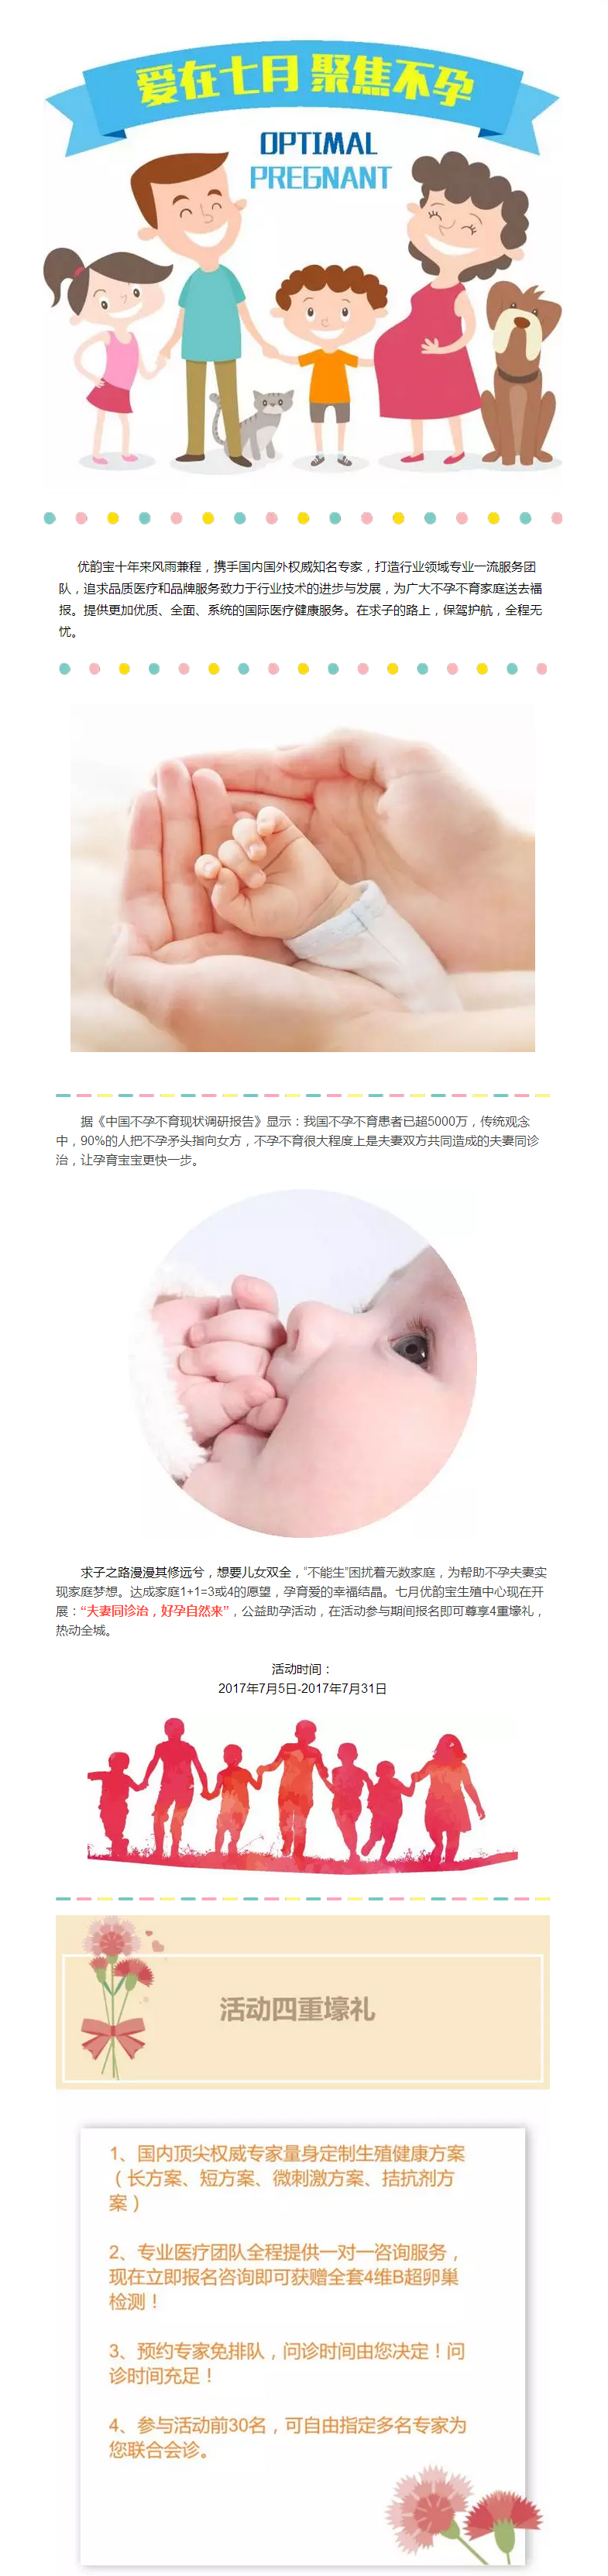 爱在七月 聚焦不孕
OPTIMAL
PREGNANT
优韵宝十年来风雨兼程，携手国内国外权威知名专家，打造行业领域专业一流服务团
队，追求品质医疗和品牌服务致力于行业技术的进步与发展，为广大不孕不育家庭送去福
报。提供更加优质、全面、系统的国际医疗健康服务。在求子的路上，保驾护航，全程无
忧。
据《中国不孕不育现状调研报告》显示：我国不孕不育患者已超5000万，传统观念
中，90%的人把不孕矛头指向女方，不孕不育很大程度上是夫妻双方共同造成的夫妻同诊
治，让孕育宝宝更快一步。
求子之路漫漫其修远兮，想要儿女双全，“不能生”困扰着无数家庭，为帮助不孕夫妻实
现家庭梦想。达成家庭1+1=3或4的愿望，孕育爱的幸福结晶。七月优韵宝生殖中心现在开
展：“夫妻同诊治，好孕自然来”，公益助孕活动，在活动参与期间报名即可尊享4重壕礼，
热动全城。
活动时间：
2017年7月5日-2017年7月31日
活动四重壕礼
1、国内顶尖权威专家量身定制生殖健康方案
（长方案、短方案、微刺激方案、拮抗剂方
案）
2、专业医疗团队全程提供一对一咨询服务，
现在立即报名咨询即可获赠全套4维B超卵巢
检测！
3、预约专家免排队，问诊时间由您决定！问
诊时间充足！
4、参与活动前30名，可自由指定多名专家为
您联合会诊。